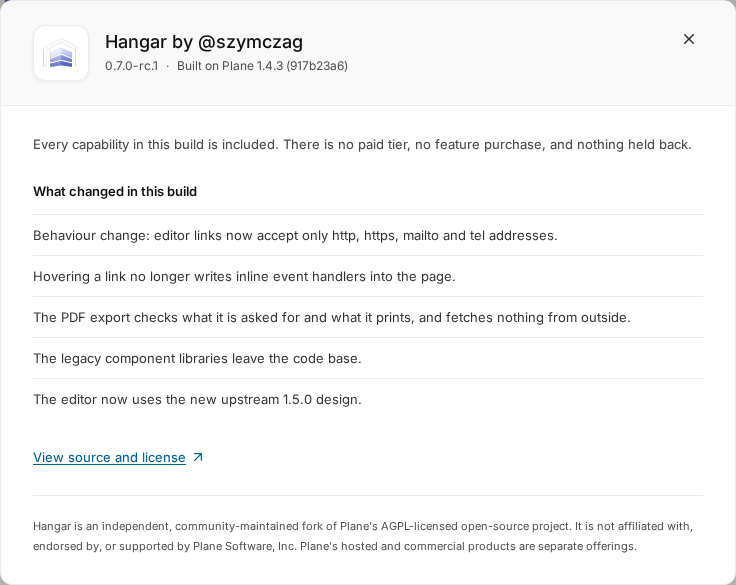 Hangar by @szymczag
0.7.0-rc.1 · Built on Plane 1.4.3 (917b23a6)
Every capability in this build is included. There is no paid tier, no feature purchase, and nothing held back.
What changed in this build
Behaviour change: editor links now accept only http, https, mailto and tel addresses.
Hovering a link no longer writes inline event handlers into the page.
The PDF export checks what it is asked for and what it prints, and fetches nothing from outside.
The legacy component libraries leave the code base.
The editor now uses the new upstream 1.5.0 design.
View source and license
Hangar is an independent, community-maintained fork of Plane's AGPL-licensed open-source project. It is not affiliated with,
endorsed by, or supported by Plane Software, Inc. Plane's hosted and commercial products are separate offerings.